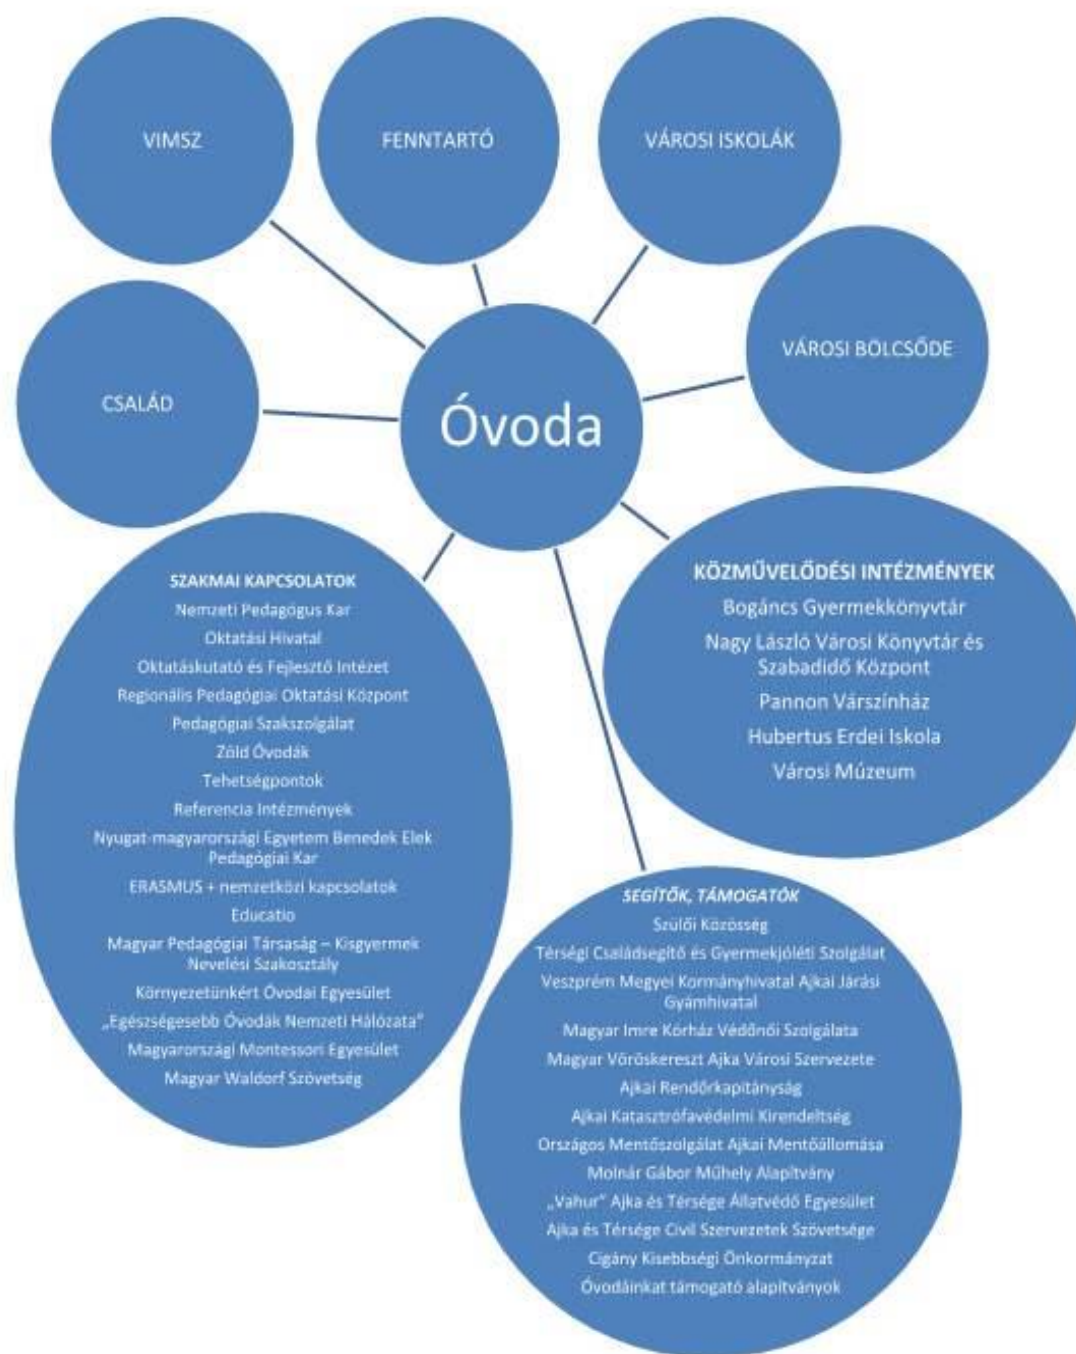 VIMSZ
FENNTARTÓ
VÁROSI ISKOLÁK
VÁROSI BÖLCSŐDE
CSALÁD
Óvoda
SZAKMAI KAPCSOLATOK
Nemzeti Pedagógus Kar
Oktatási Hivatal
Oktatáskutató és Fejlesztő Intézet
Regionális Pedagógiai Oktatási Központ
Pedagógiai Szakszolgálat
Zöld Óvodák
Tehetségpontok
Referencia Intézmények
Nyugat-magyarországi Egyetem Benedek Elek
Pedagógiai Kar
ERASMUS + nemzetközi kapcsolatok
Educatio
Magyar Pedagógiai Társaság – Kisgyermek
Nevelési Szakosztály
Környezetünkért Óvodai Egyesület
„Egészségesebb Óvodák Nemzeti Hálózata"
Magyarországi Montessori Egyesület
Magyar Waldorf Szövetség
KÖZMŰVELŐDÉSI INTÉZMÉNYEK
Bogáncs Gyermekkönyvtár
Nagy László Városi Könyvtár és
Szabadidő Központ
Pannon Várszínház
Hubertus Erdei Iskola
Városi Múzeum
SEGÍTŐK, TÁMOGATÓK
Szülői Közösség
Térségi Családsegítő és Gyermekjóléti Szolgálat
Veszprém Megyei Kormányhivatal Ajkai Járási
Gyámhivatal
Magyar Imre Kórház Védőnői Szolgálata
Magyar Vöröskereszt Ajka Városi Szervezete
Ajkai Rendőrkapitányság
Ajkai Katasztrófavédelmi Kirendeltség
Országos Mentőszolgálat Ajkai Mentőállomása
Molnár Gábor Műhely Alapítvány
„Vahur" Ajka és Térsége Állatvédő Egyesület
Ajka és Térsége Civil Szervezetek Szövetsége
Cigány Kisebbségi Önkormányzat
Óvodáinkat támogató alapítványok